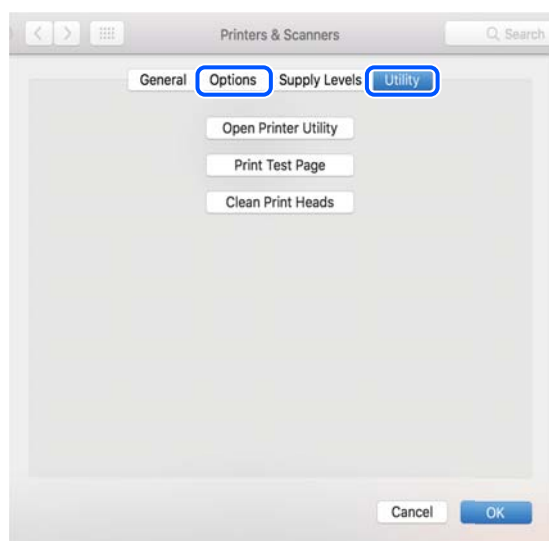 Printers & Scanners
Search
General Options Supply Levels Utility
Open Printer Utility
Print Test Page
Clean Print Heads
Cancel OK